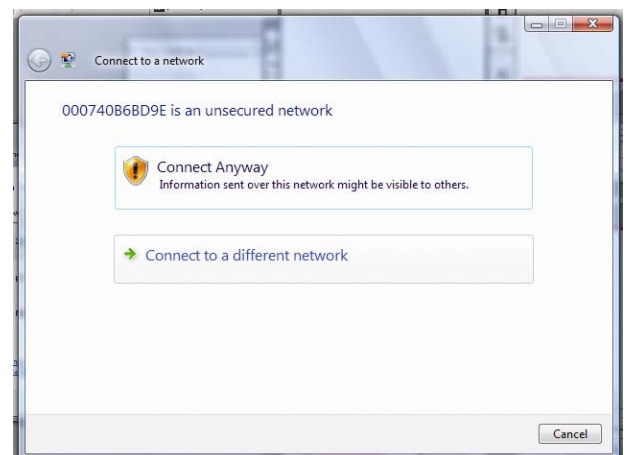 Connect to a network
000740B6BD9E is an unsecured network
Connect Anyway
Information sent over this network might be visible to others.
Connect to a different network
Cancel